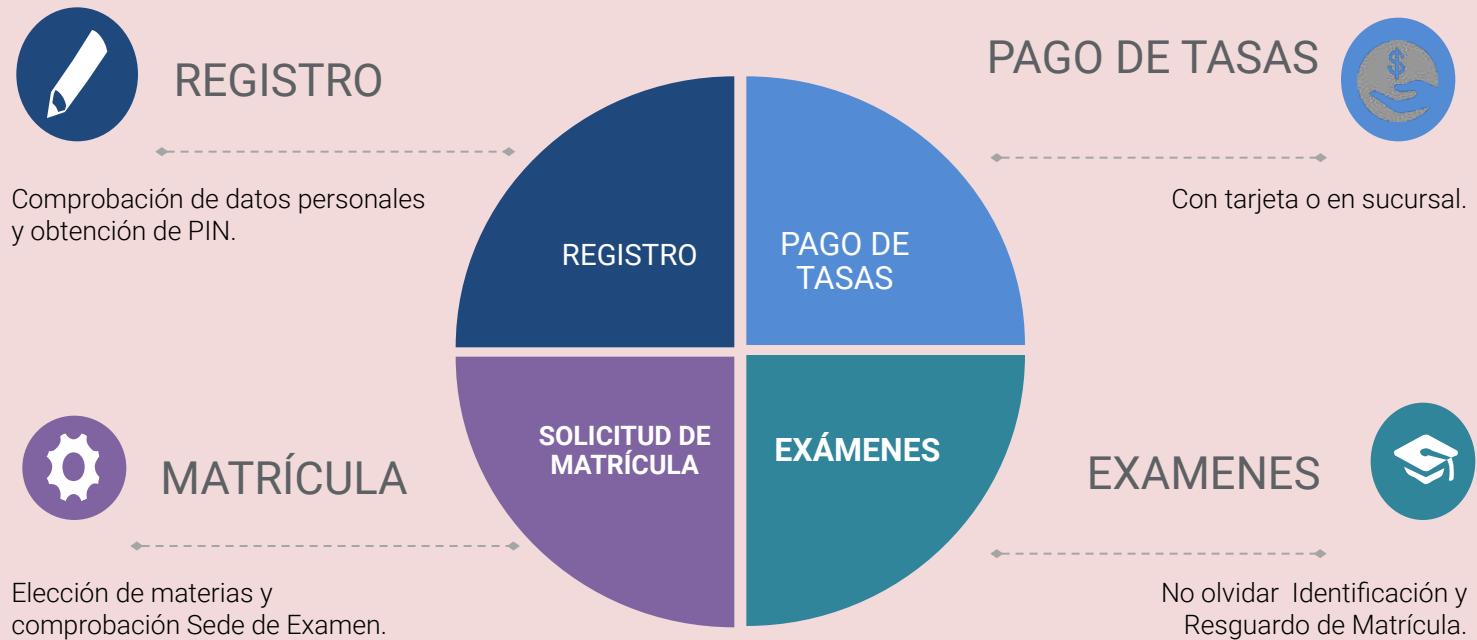 REGISTRO
Comprobación de datos personales
y obtención de PIN.
PAGO DE TASAS
$
Con tarjeta o en sucursal.
REGISTRO
PAGO DE
TASAS
SOLICITUD DE
MATRÍCULA
EXÁMENES
MATRÍCULA
Elección de materias y
comprobación Sede de Examen.
EXAMENES
No olvidar  Identificación y
Resguardo de Matrícula.